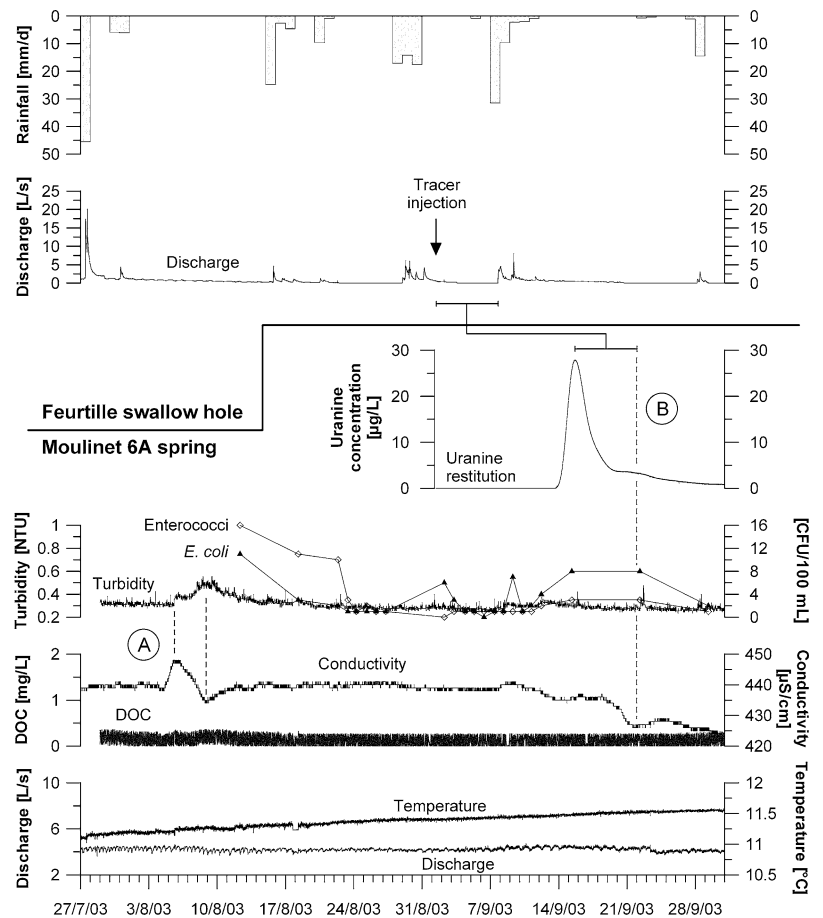 Rainfall [mm/d]
0 0
10 10
20 20
30 30
40 40
50 50
Discharge [L/s]
25 25
20 20
15 15
10 10
5 5
0 0
Tracer
injection
Discharge
Feurtille swallow hole
Moulinet 6A spring
Uranine
concentration
[µg/L]
30 30
20 20
10 10
0 0
B
Uranine
restitution
Turbidity [NTU]
1 16
0.8 12
0.6 8
0.4 4
0.2 0
[CFU/100 mL]
Enterococci
E. coli
Turbidity
A
DOC [mg/L]
2 450
440
1
430
0 420
Conductivity
[µS/cm]
Conductivity
DOC
Discharge [L/s]
10 12
11.5
6 11
2 10.5
Temperature [°C]
Temperature
Discharge
27/7/03 3/8/03 10/8/03 17/8/03 24/8/03 31/8/03 7/9/03 14/9/03 21/9/03 28/9/03